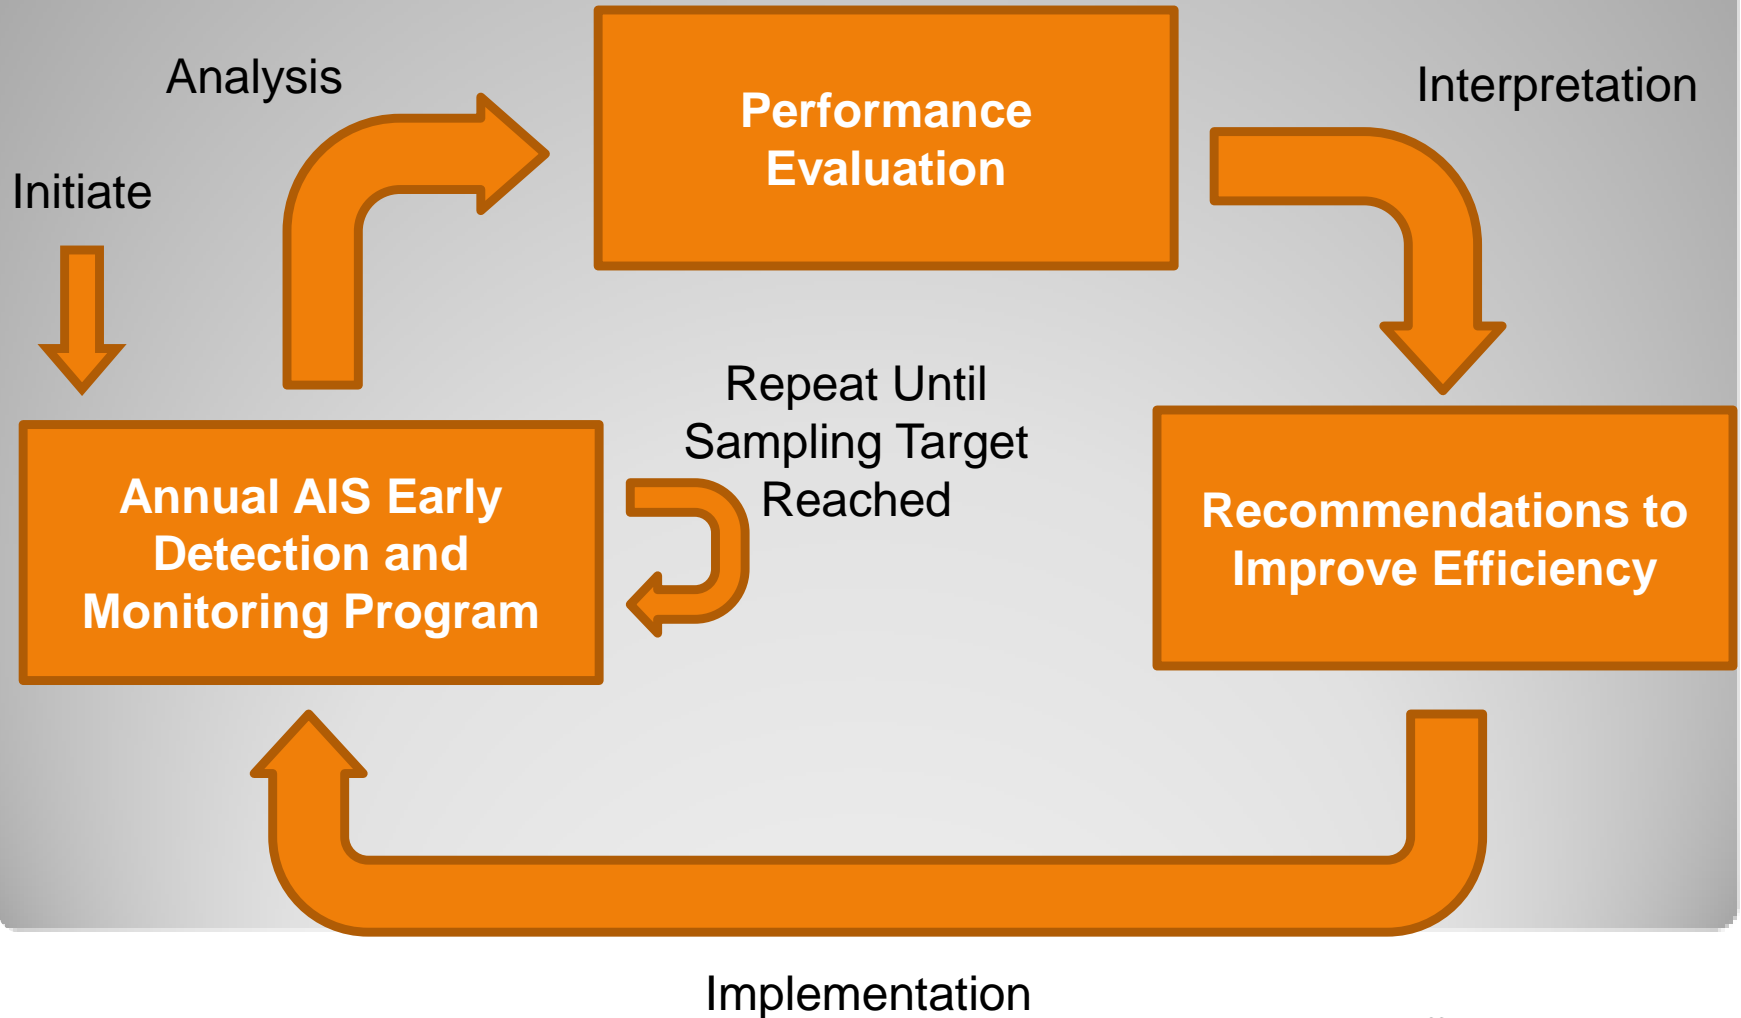 Analysis
Performance
Evaluation
Interpretation
Initiate
Repeat Until
Sampling Target
Reached
Annual AIS Early
Detection and
Monitoring Program
Recommendations to
Improve Efficiency
Implementation